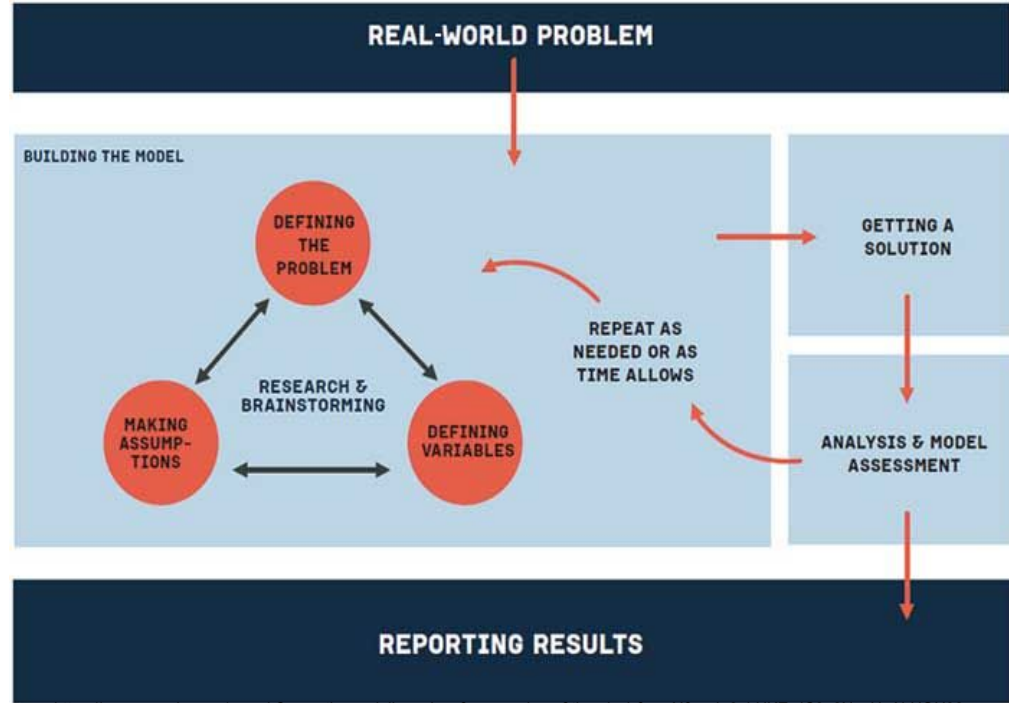 REAL-WORLD PROBLEM
BUILDING THE MODEL
DEFINING
THE
PROBLEM
RESEARCH &
BRAINSTORMING
MAKING
ASSUMP-
TIONS
DEFINING
VARIABLES
REPEAT AS
NEEDED OR AS
TIME ALLOWS
GETTING A
SOLUTION
ANALYSIS & MODEL
ASSESSMENT
REPORTING RESULTS